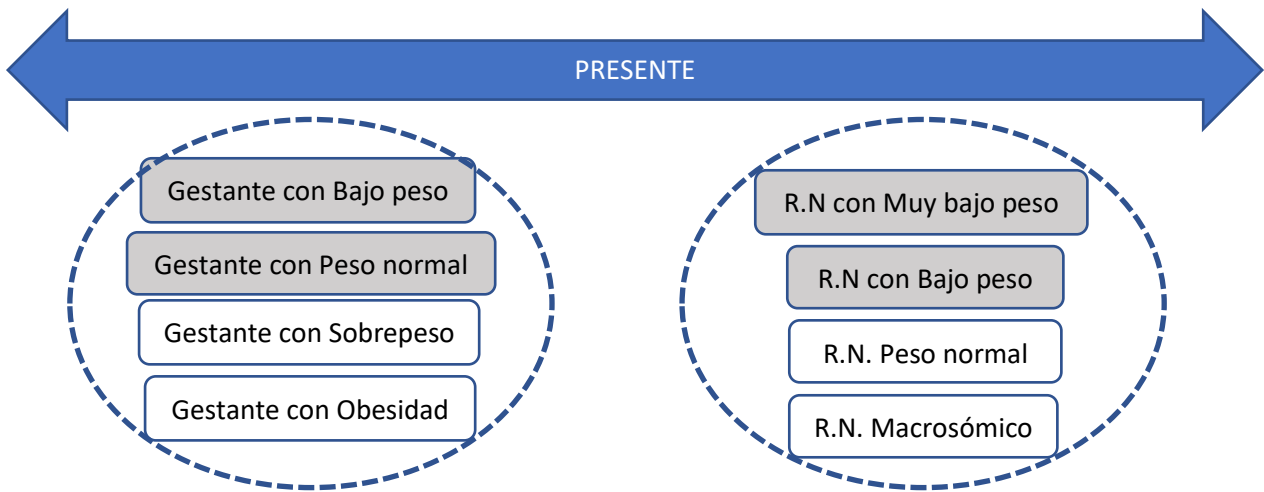 PRESENTE
Gestante con Bajo peso
Gestante con Peso normal
Gestante con Sobrepeso
Gestante con Obesidad
R.N con Muy bajo peso
R.N con Bajo peso
R.N. Peso normal
R.N. Macrosómico